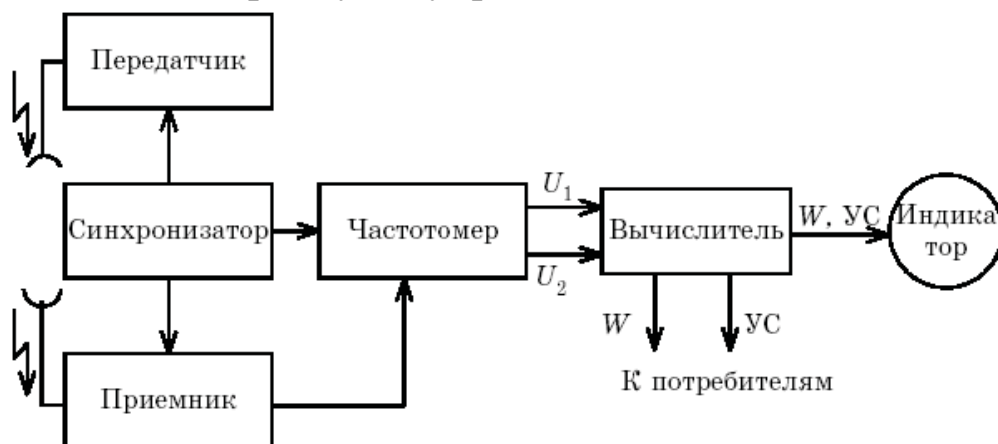 Передатчик
Синхронизатор
Частотомер
U1
U2
Вычислитель
W, УС
Индика
тор
W
УС
К потребителям
Приемник